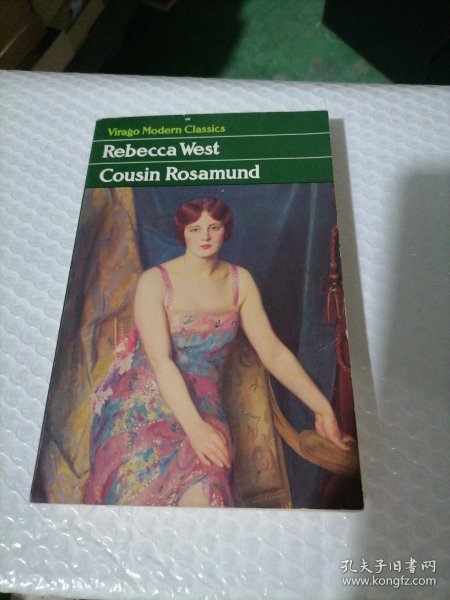 Virago Modern Classics
Rebecca West
Cousin Rosamund
孔夫子旧书网
www.kongfz.com